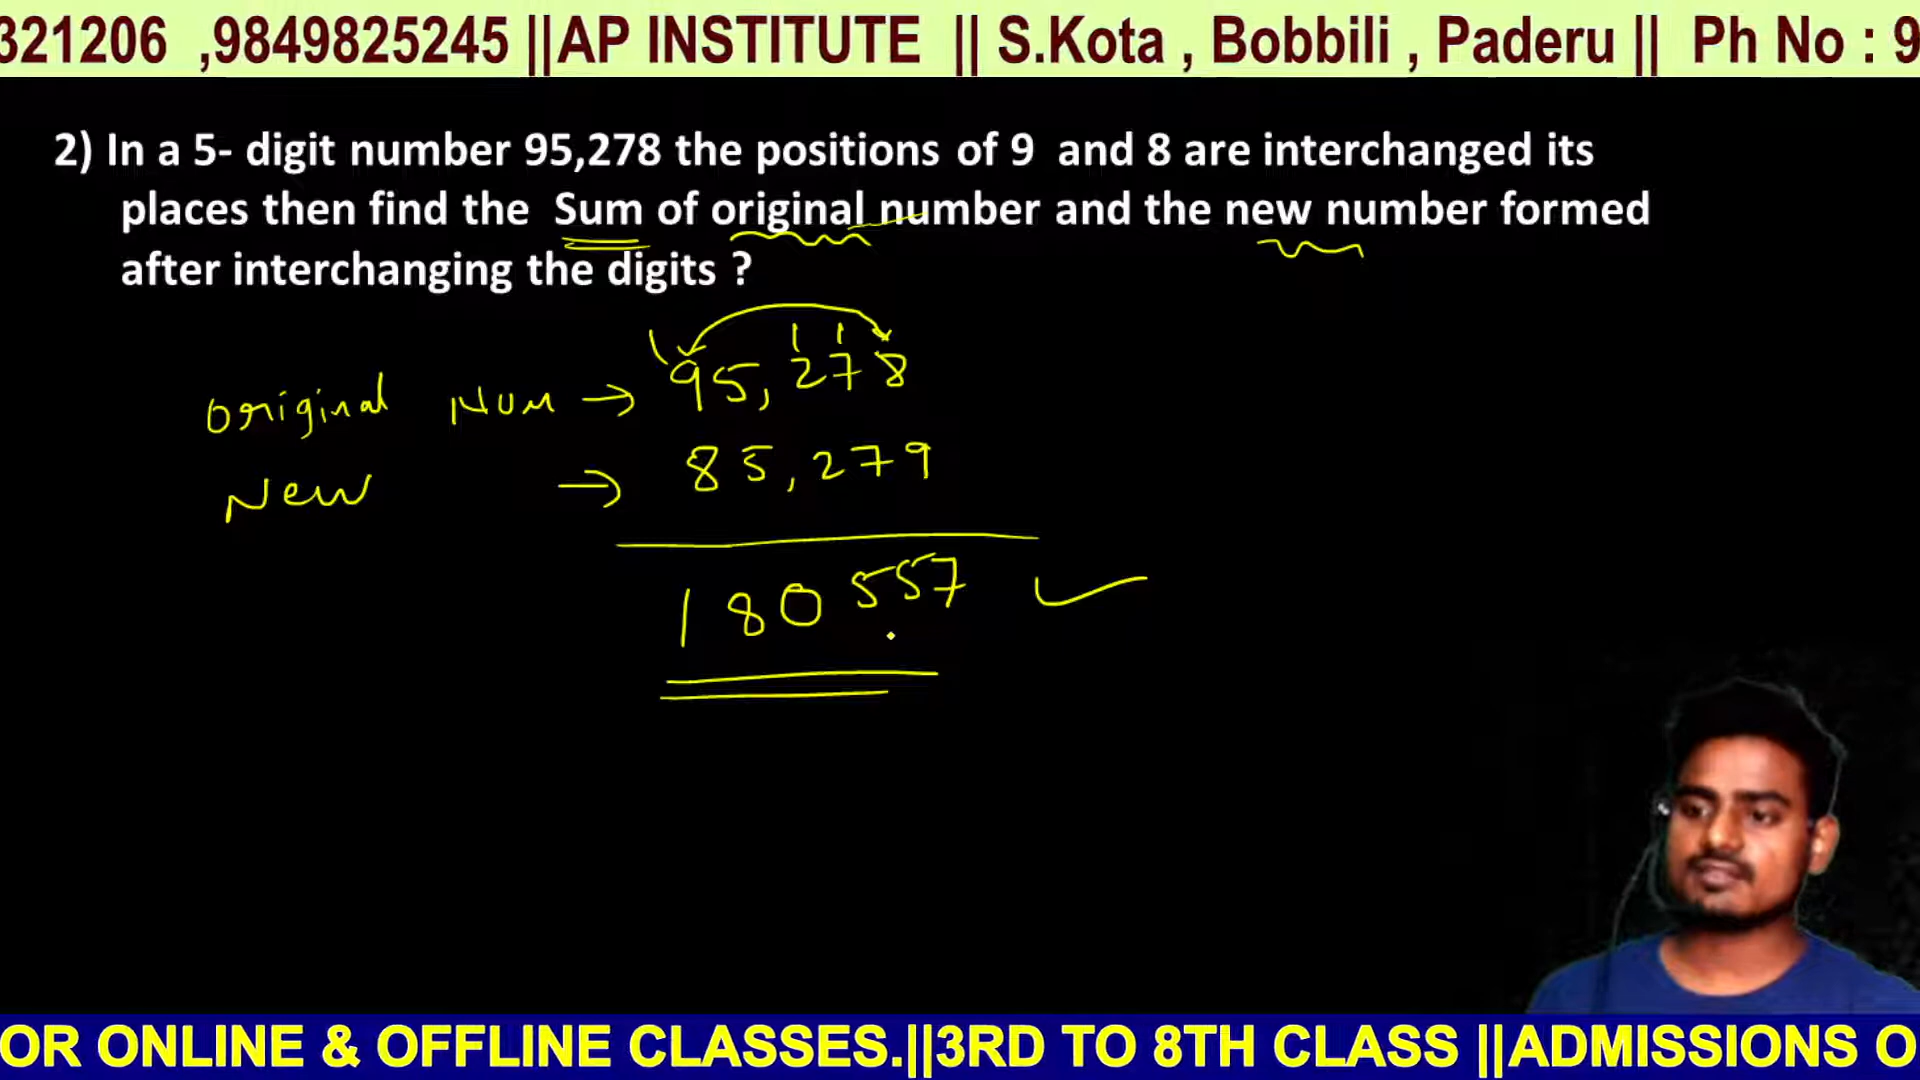 321206 ,9849825245 ||AP INSTITUTE || S.Kota , Bobbili , Paderu || Ph No : 9
2) In a 5- digit number 95,278 the positions of 9 and 8 are interchanged its
places then find the Sum of original number and the new number formed
after interchanging the digits ?
1 1 1
Original Num → 95,278
New → 85,279
180557
OR ONLINE & OFFLINE CLASSES.||3RD TO 8TH CLASS ||ADMISSIONS O